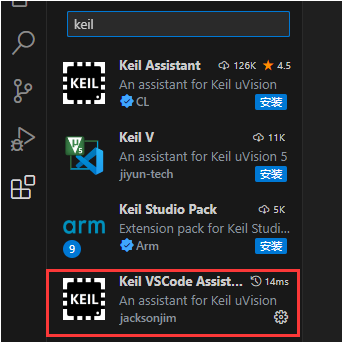 keil
Keil Assistant 126K 4.5
An assistant for Keil uVision
CL 安装
Keil V 11K
An assistant for Keil uVision 5
jiyun-tech 安装
Keil Studio Pack 5K
Extension pack for Keil Studi...
Arm 安装
Keil VSCode Assist... 14ms
An assistant for Keil uVision
jacksonjim
KEIL
V5
arm
9
KEIL